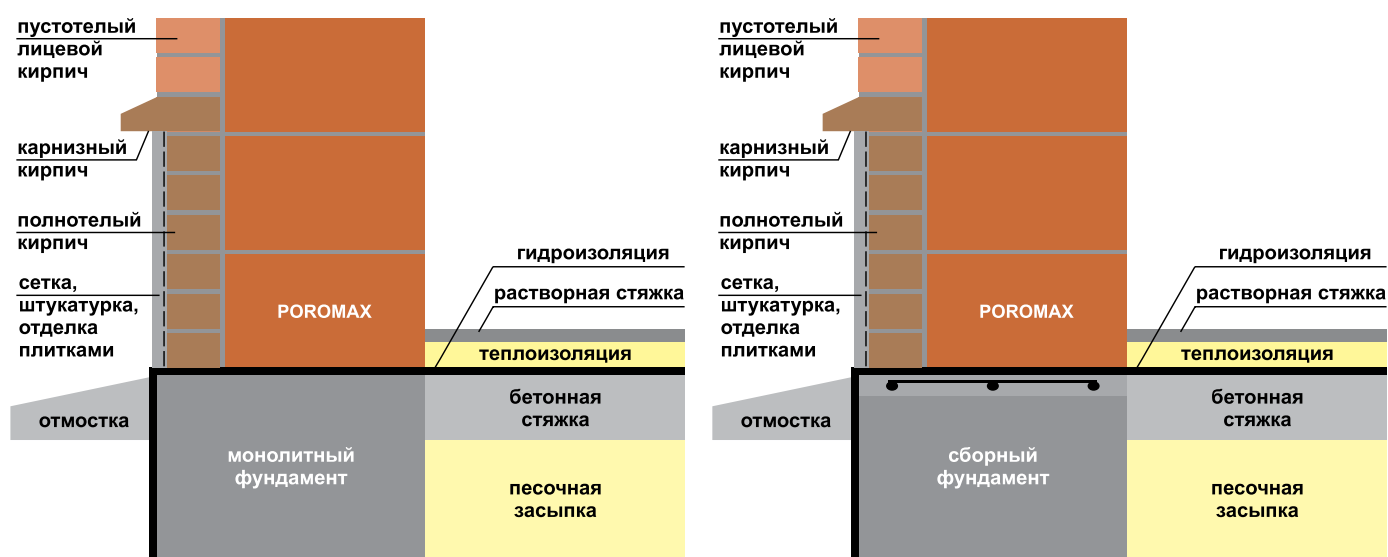 пустотелый
лицевой
кирпич
карнизный
кирпич
полнотелый
кирпич
сетка,
штукатурка,
отделка
плитками
отмостка
POROMAX
гидроизоляция
растворная стяжка
теплоизоляция
бетонная
стяжка
монолитный
фундамент
песочная
засыпка
пустотелый
лицевой
кирпич
карнизный
кирпич
полнотелый
кирпич
сетка,
штукатурка,
отделка
плитками
отмостка
POROMAX
гидроизоляция
растворная стяжка
теплоизоляция
бетонная
стяжка
сборный
фундамент
песочная
засыпка